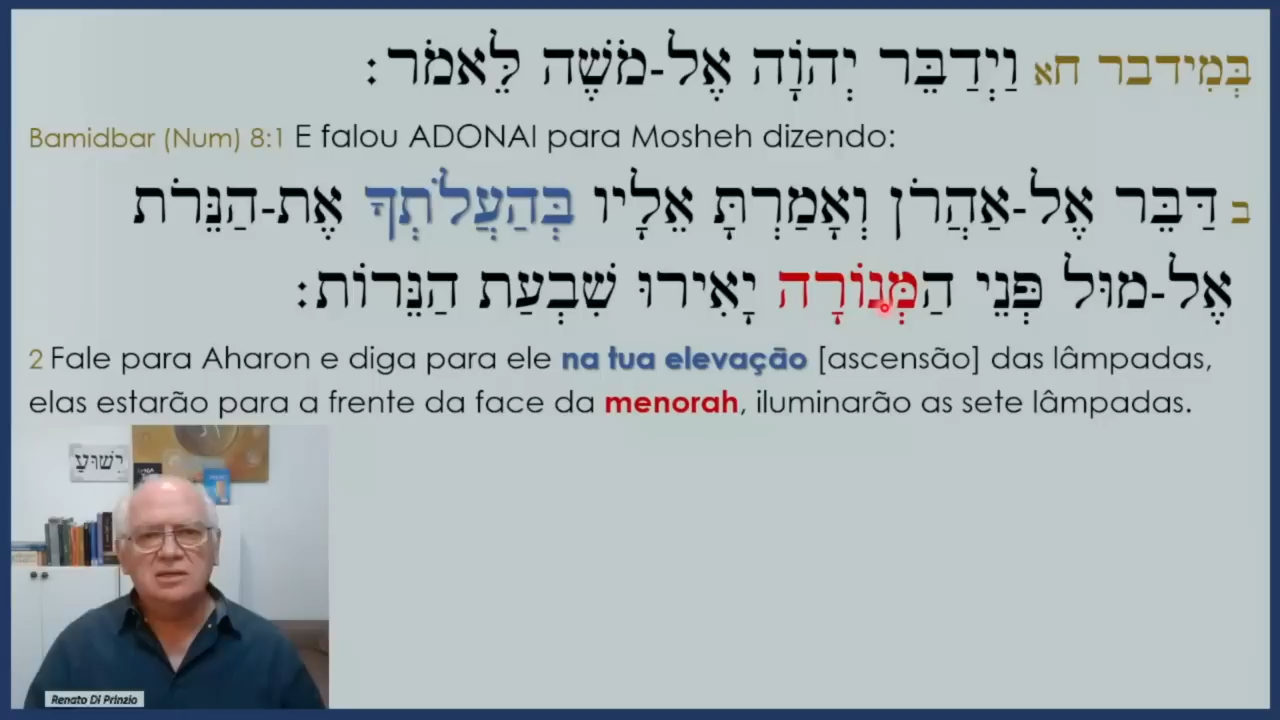 בְּמִידבר חא וַיְדַבֵּר יְהוָֹה אֶל-מֹשֶׁה לֵּאמֹר:
Bamidbar (Num) 8:1 E falou ADONAI para Mosheh dizendo:
ב דַּבֵּר אֶל-אַהֲרֹן וְאָמַרְתָּ אֵלָיו בְּהַעֲלֹתְךָ אֶת-הַנֵּרֹת
אֶל-מוּל פְּנֵי הַמְּנוֹרָה יָאִירוּ שִׁבְעַת הַנֵּרוֹת:
2 Fale para Aharon e diga para ele na tua elevação [ascensão] das lâmpadas,
elas estarão para a frente da face da menorah, iluminarão as sete lâmpadas.
יֵשׁוּעַ
Renato Di Prinzio